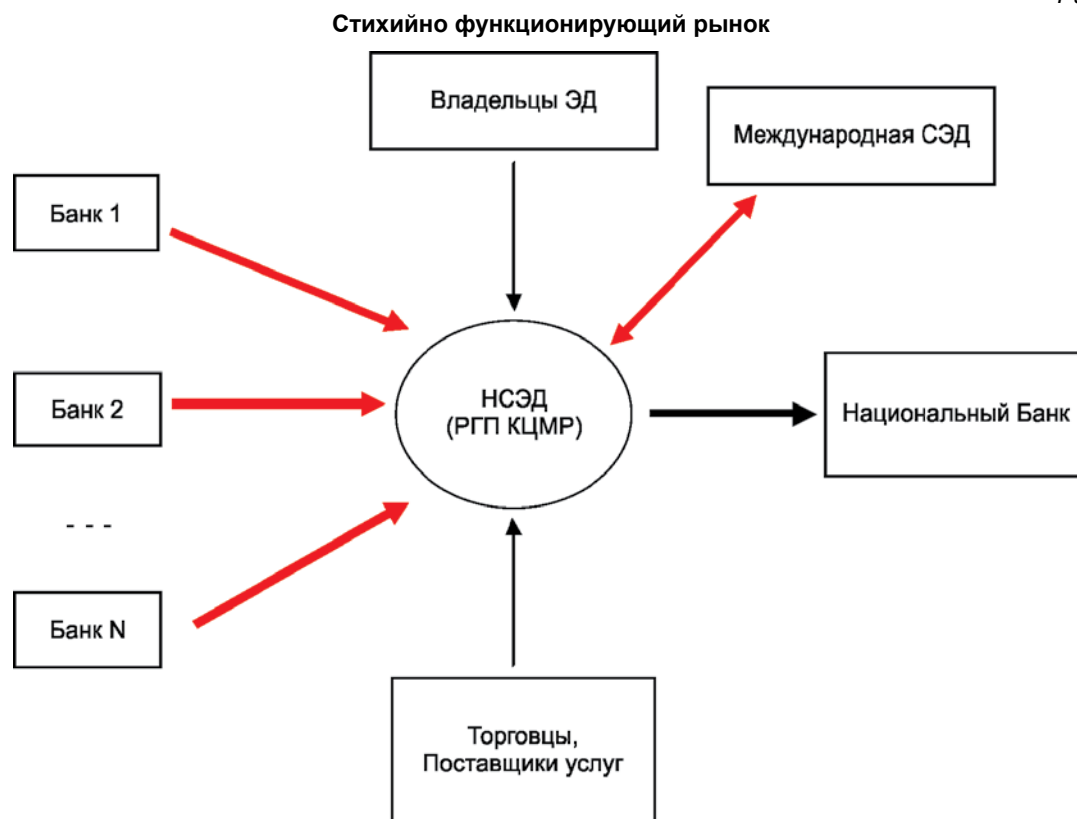 Стихийно функционирующий рынок
Владельцы ЭД
Международная СЭД
Банк 1
Банк 2
НСЭД
(РГП КЦМР)
Национальный Банк
- - -
Банк N
Торговцы,
Поставщики услуг